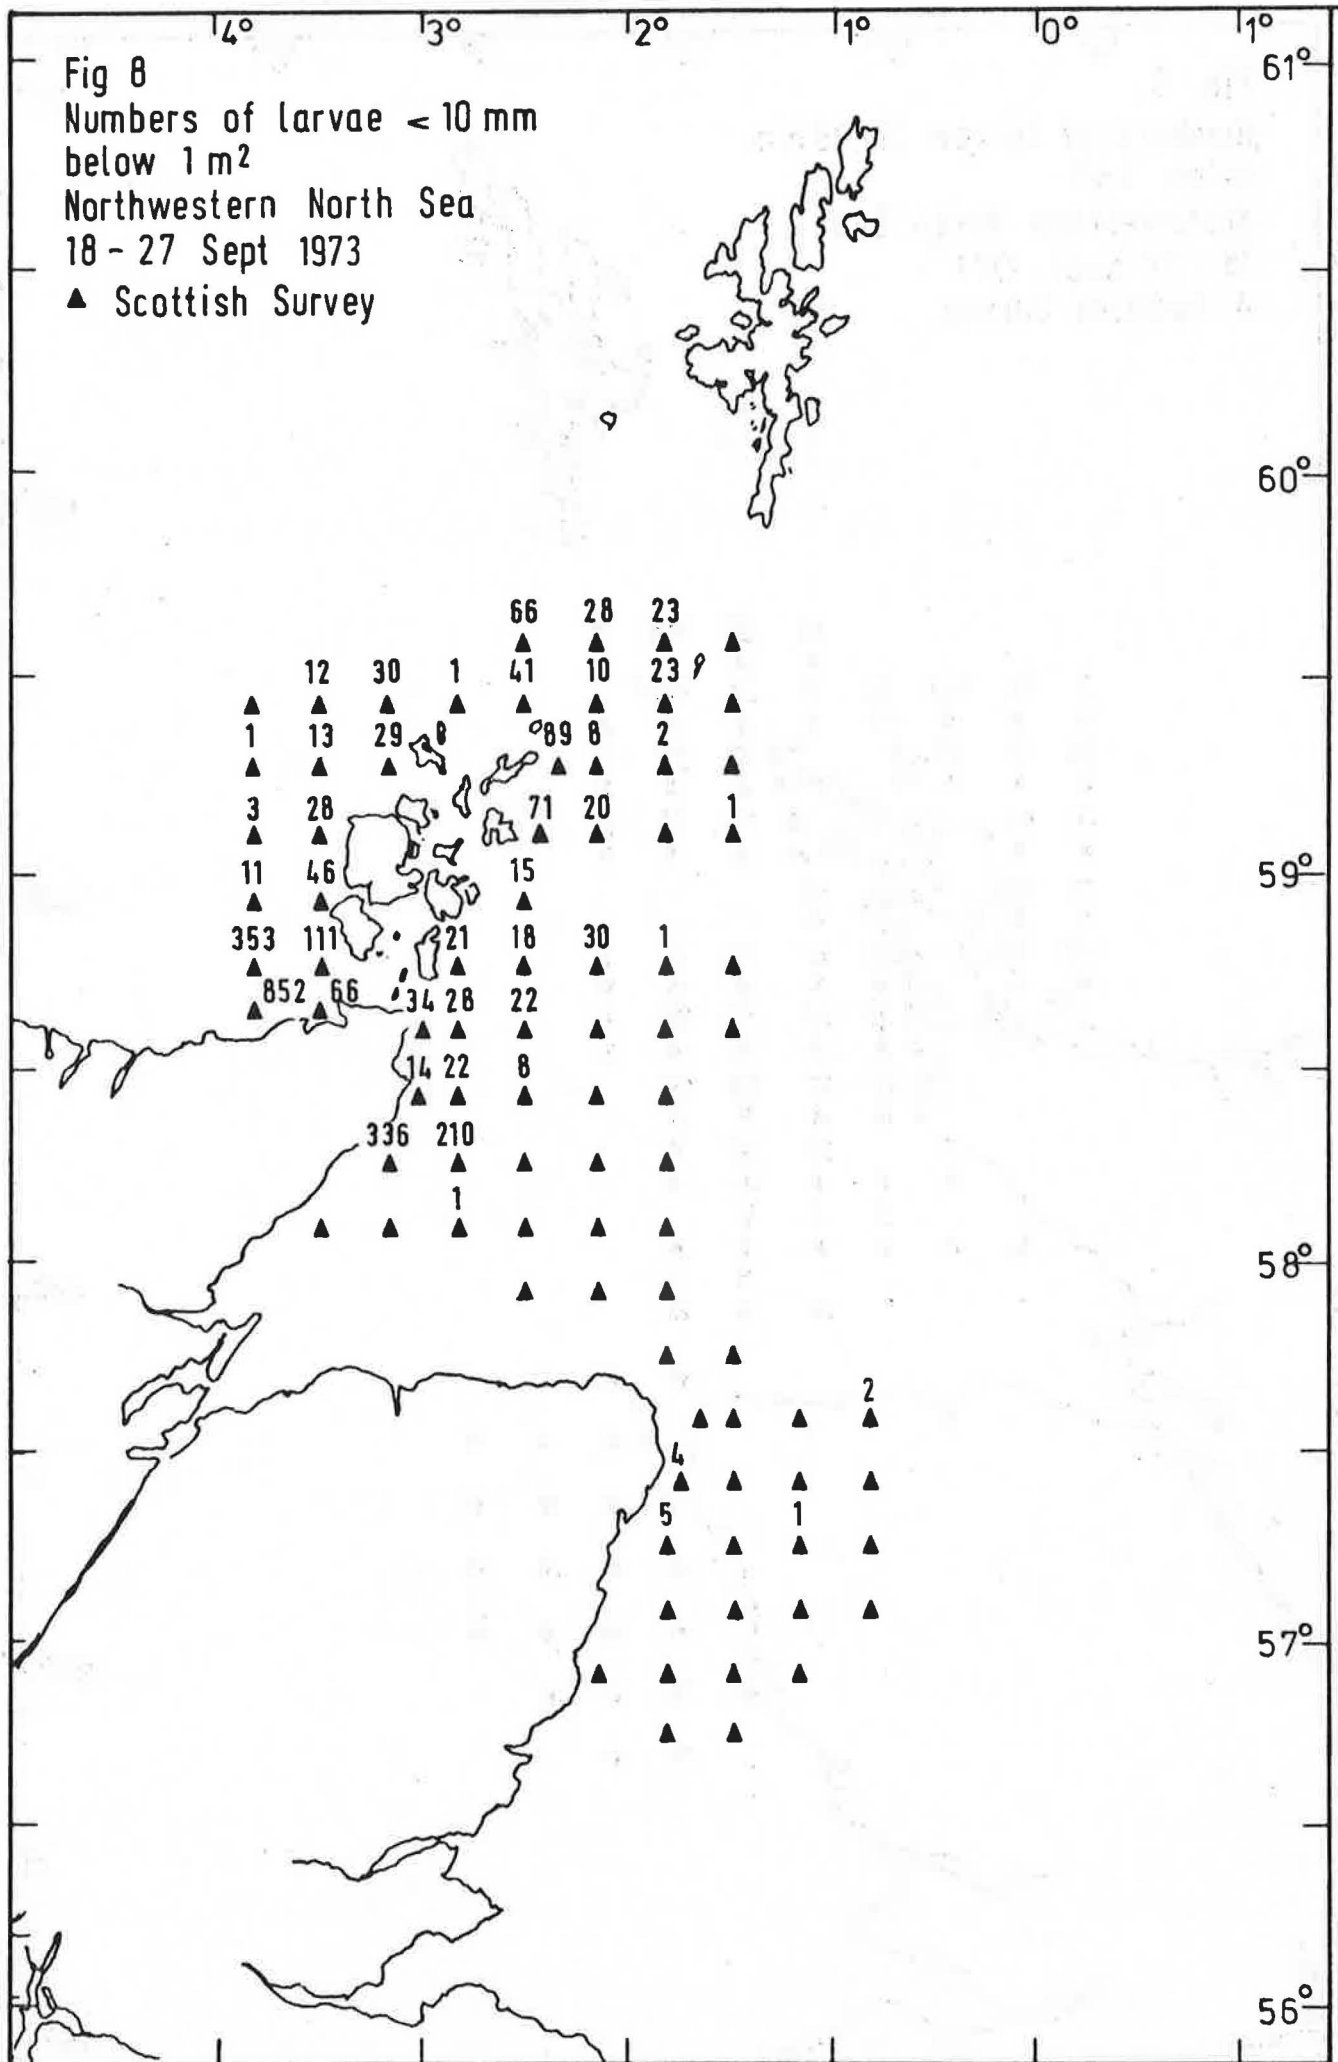 4° 3° 2° 1° 0° 1°
Fig 8
Numbers of larvae < 10 mm
below 1 m²
Northwestern North Sea
18 - 27 Sept 1973
▲ Scottish Survey
61°
60°
66 28 23
12 30 1 41 10 23
1 13 29 89 8 2
3 28 71 20 1
11 46 15
59°
353 111 21 18 30 1
852 66 34 28 22
14 22 8
336 210
1
58°
2
4
5 1
57°
56°